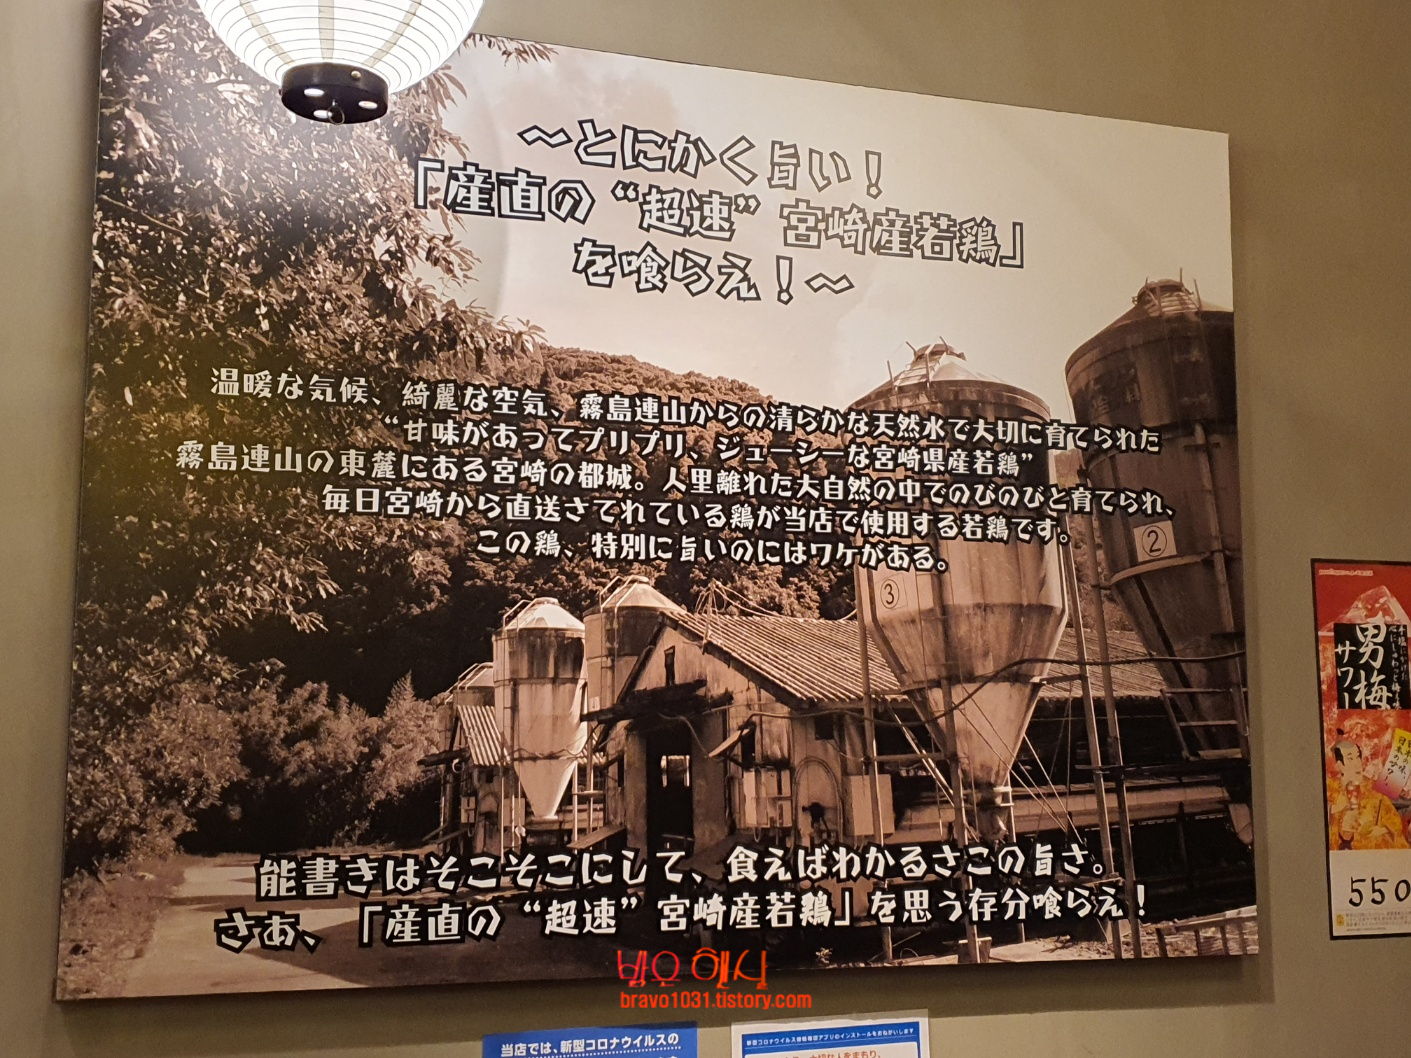 ～とにかく旨い！
「産直の“超速”宮崎産若鶏」
を喰らえ！～
温暖な気候、綺麗な空気、霧島連山からの清らかな天然水で大切に育てられた
“甘味があってプリプリ、ジューシーな宮崎県産若鶏”
霧島連山の東麓にある宮崎の都城。人里離れた大自然の中でのびのびと育てられ、
毎日宮崎から直送されている鶏が当店で使用する若鶏です。
この鶏、特別に旨いのにはワケがある。
②
③
能書きはそこそこにして、食えばわかるさこの旨さ。
さあ、「産直の“超速”宮崎産若鶏」を思う存分喰らえ！
男梅
サワー
550
bravo1031.tistory.com
当店では、新型コロナウイルスの